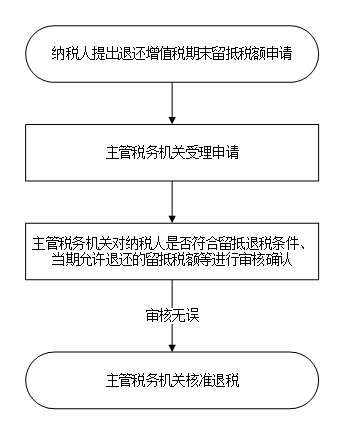 纳税人提出退还增值税期末留抵税额申请
主管税务机关受理申请
主管税务机关对纳税人是否符合留抵退税条件、
当期允许退还的留抵税额等进行审核确认
审核无误
主管税务机关核准退税